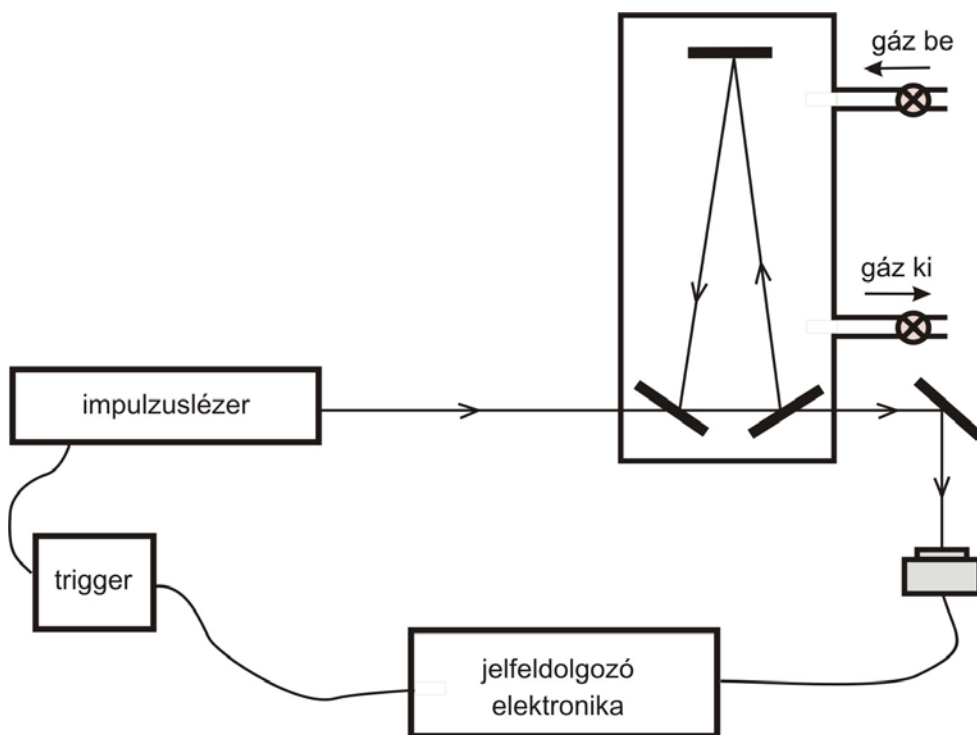 gáz be
gáz ki
impulzuslézer
trigger
jelfeldolgozó
elektronika